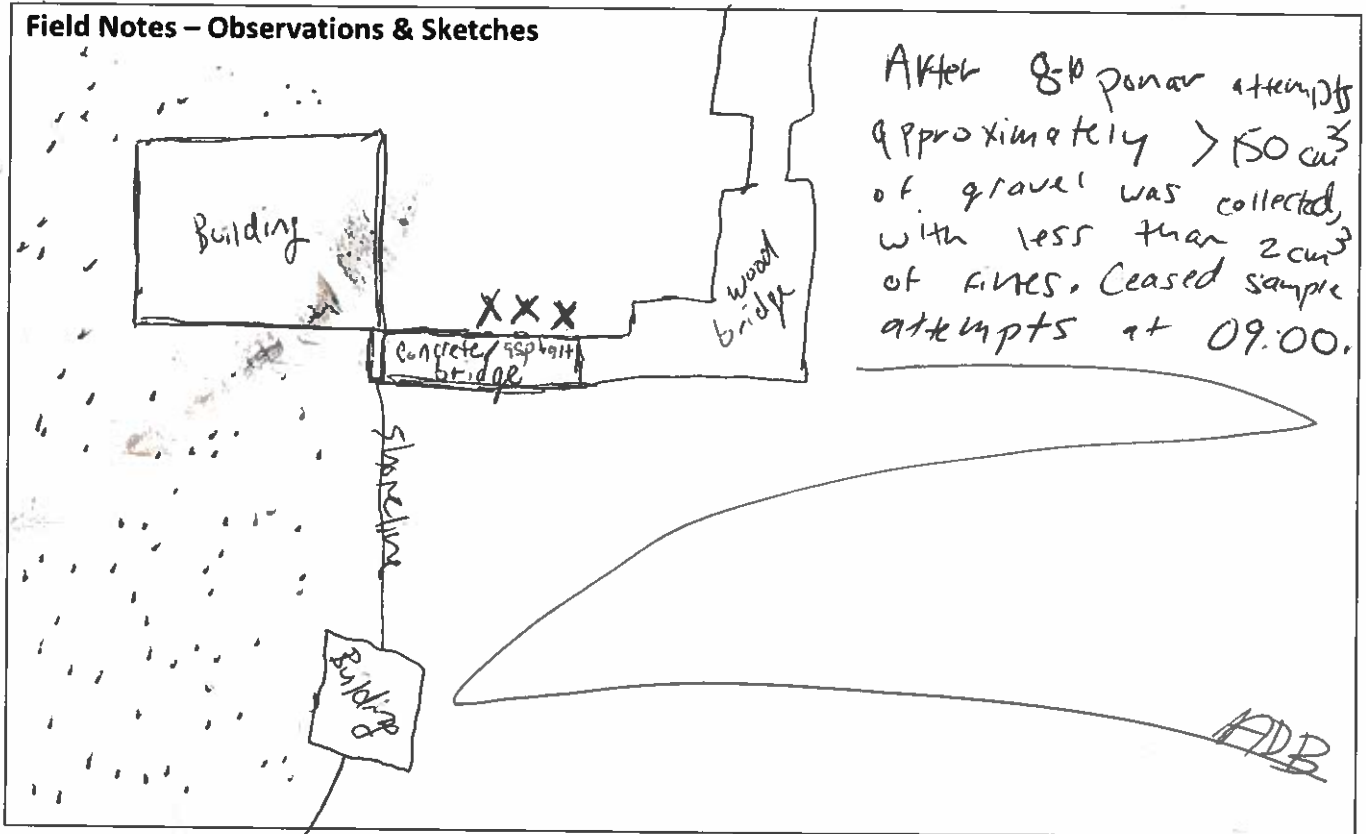 Field Notes – Observations & Sketches
After 8-10 ponar attempts
approximately >150 cm³
of gravel was collected,
with less than 2 cm³
of fines. Ceased sample
attempts at 09:00.
Building
XXX
wood
bridge
concrete/asphalt
bridge
shoreline
Building
ADB